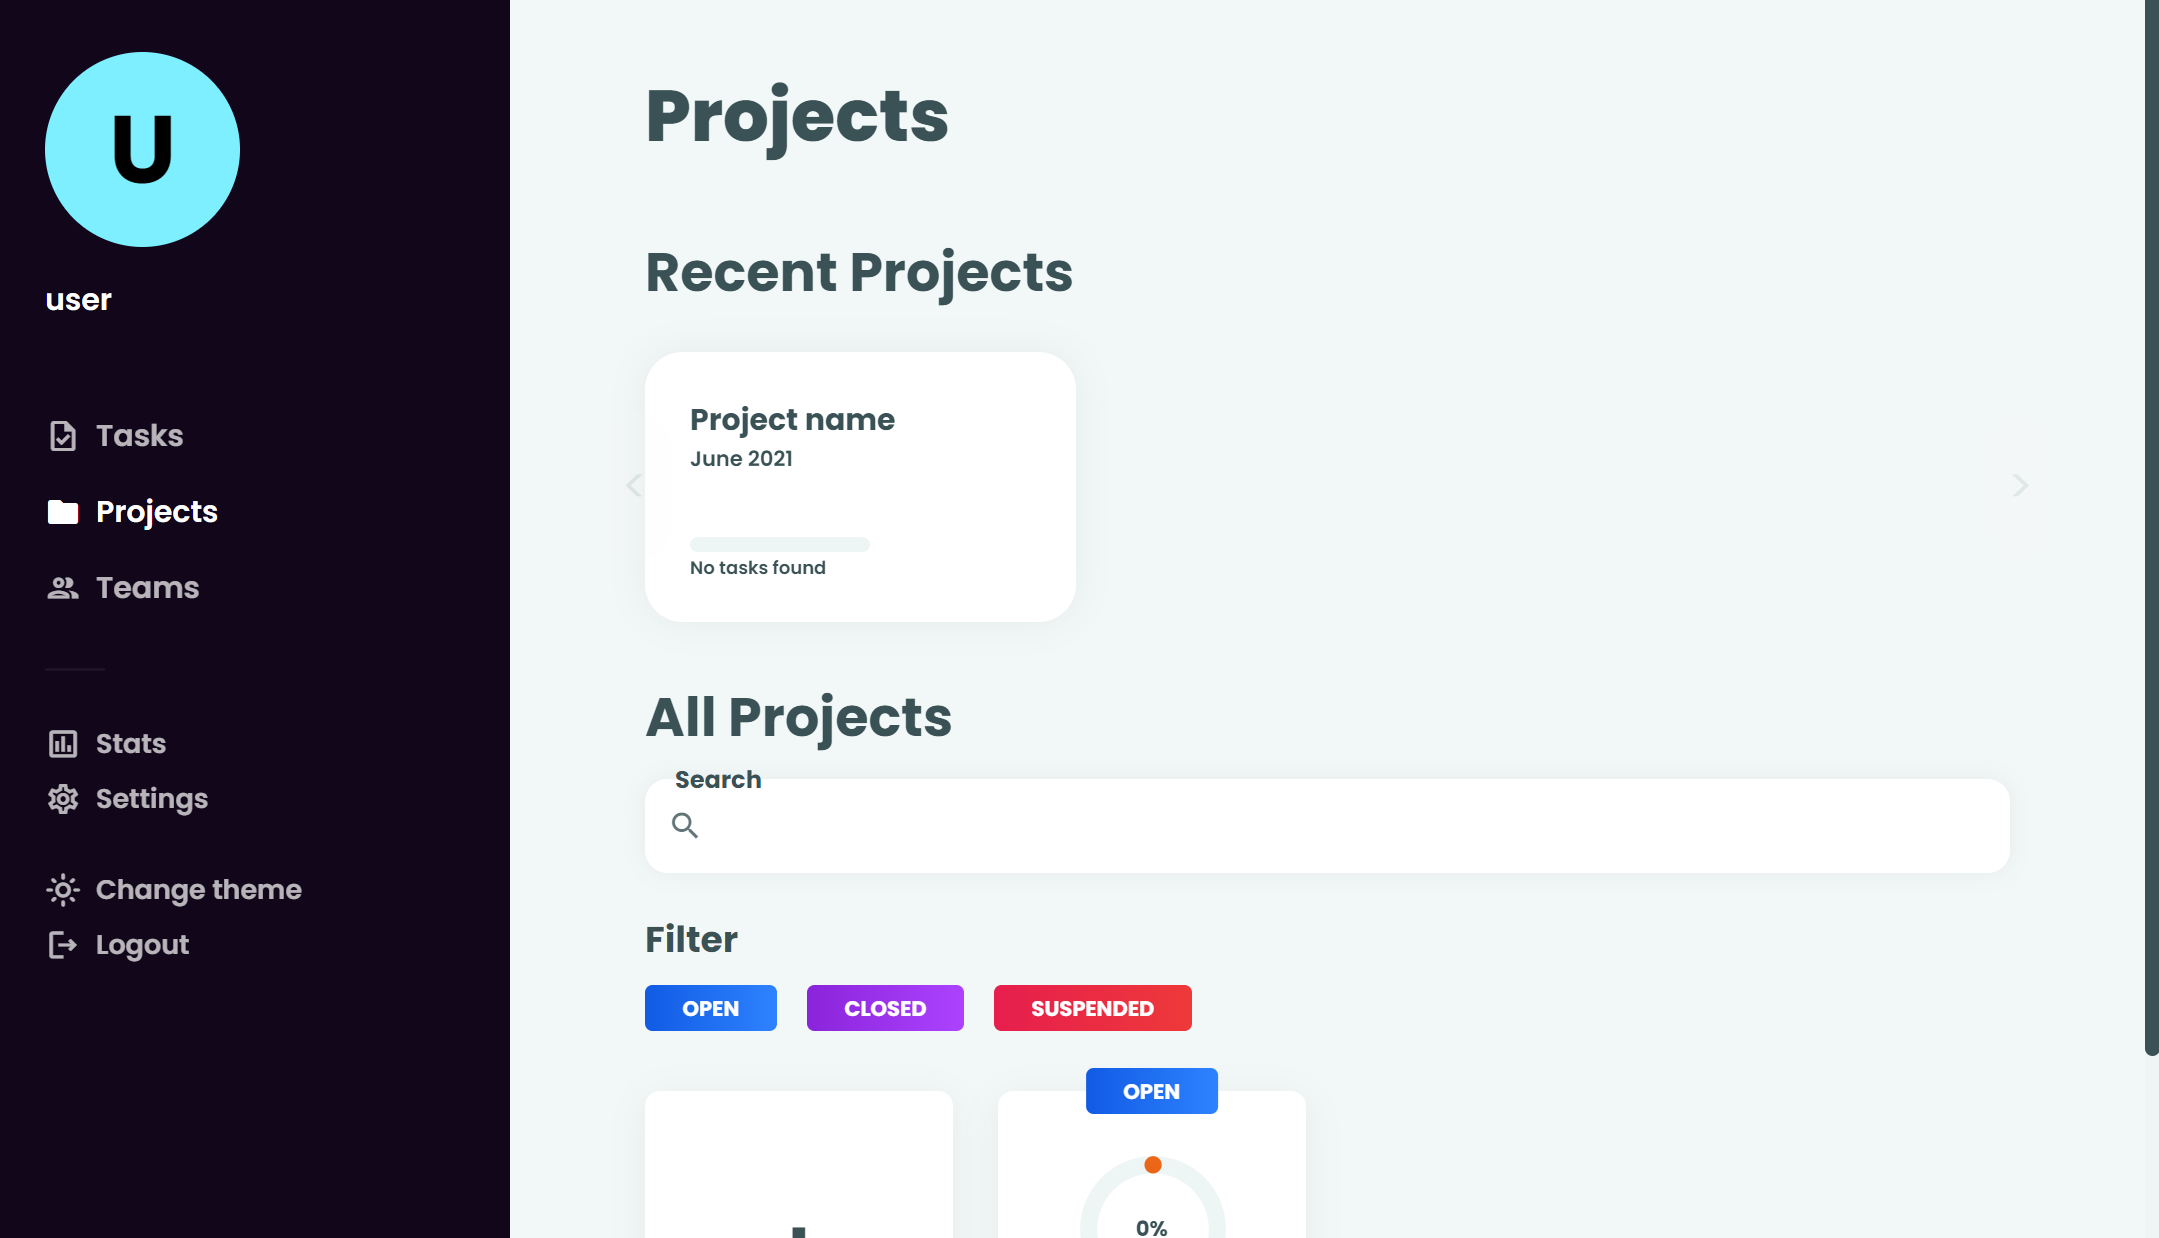 U
user
Tasks
Projects
Teams
Stats
Settings
Change theme
Logout
Projects
Recent Projects
Project name
June 2021
No tasks found
All Projects
Search
Filter
OPEN CLOSED SUSPENDED
OPEN
0%